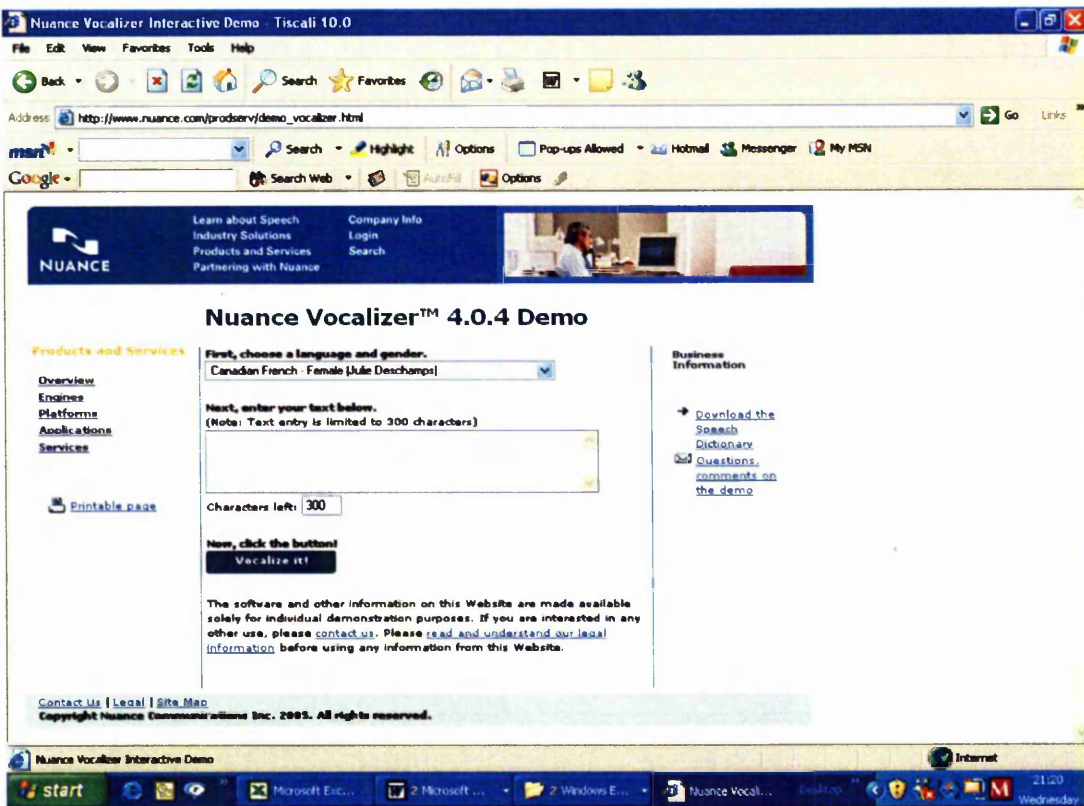 Nuance Vocalizer Interactive Demo - Tiscali 10.0
File Edit View Favorites Tools Help
Back Search Favorites
Address http://www.nuance.com/prodserv/demo_vocalizer.html Go Links
msn Search Highlight Options Pop-ups Allowed Hotmail Messenger My MSN
Google Search Web AutoFill Options
NUANCE
Learn about Speech
Industry Solutions
Products and Services
Partnering with Nuance
Company Info
Login
Search
Nuance Vocalizer™ 4.0.4 Demo
Products and Services
Overview
Engines
Platforms
Applications
Services
Printable page
First, choose a language and gender.
Canadian French - Female (Julie Deschamps)
Next, enter your text below.
(Note: Text entry is limited to 300 characters)
Characters left: 300
Now, click the button!
Vocalize it!
The software and other information on this Website are made available
solely for individual demonstration purposes. If you are interested in any
other use, please contact us. Please read and understand our legal
information before using any information from this Website.
Business
Information
Download the
Speech
Dictionary
Questions,
comments on
the demo
Contact Us | Legal | Site Map
Copyright Nuance Communications Inc. 2005. All rights reserved.
Nuance Vocalizer Interactive Demo Internet
start Microsoft Exc... 2 Microsoft ... 2 Windows E... Nuance Vocali... Desktop 21:20
Wednesday